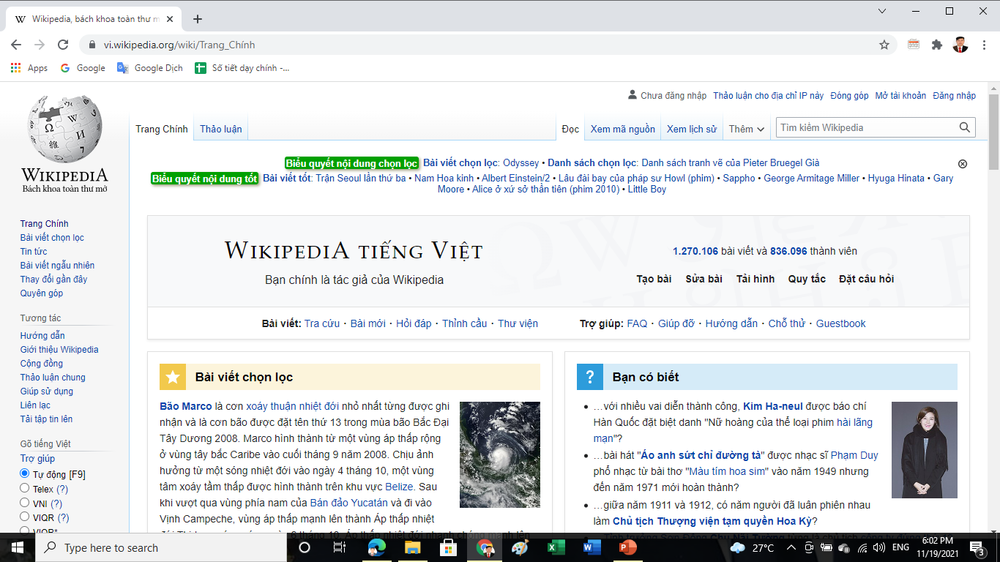 Wikipedia, bách khoa toàn thư m
vi.wikipedia.org/wiki/Trang_Chính
Apps Google Google Dịch Số tiết dạy chính -...
Chưa đăng nhập Thảo luận cho địa chỉ IP này Đóng góp Mở tài khoản Đăng nhập
WIKIPEDIA
Bách khoa toàn thư mở
Trang Chính Thảo luận Đọc Xem mã nguồn Xem lịch sử Thêm Tìm kiếm Wikipedia
Biểu quyết nội dung chọn lọc Bài viết chọn lọc: Odyssey • Danh sách chọn lọc: Danh sách tranh vẽ của Pieter Bruegel Già
Biểu quyết nội dung tốt Bài viết tốt: Trận Seoul lần thứ ba • Nam Hoa kinh • Albert Einstein/2 • Lâu đài bay của pháp sư Howl (phim) • Sappho • George Armitage Miller • Hyuga Hinata • Gary
Moore • Alice ở xứ sở thần tiên (phim 2010) • Little Boy
Trang Chính
Bài viết chọn lọc
Tin tức
Bài viết ngẫu nhiên
Thay đổi gần đây
Quyên góp
Tương tác
Hướng dẫn
Giới thiệu Wikipedia
Cộng đồng
Thảo luận chung
Giúp sử dụng
Liên lạc
Tải tập tin lên
Gõ tiếng Việt
Trợ giúp
Tự động [F9]
Telex (?)
VNI (?)
VIQR (?)
VIQR*
WIKIPEDIA TIẾNG VIỆT
Bạn chính là tác giả của Wikipedia
1.270.106 bài viết và 836.096 thành viên
Tạo bài Sửa bài Tải hình Quy tắc Đặt câu hỏi
Bài viết: Tra cứu · Bài mới · Hỏi đáp · Thỉnh cầu · Thư viện
Trợ giúp: FAQ · Giúp đỡ · Hướng dẫn · Chỗ thử · Guestbook
Bài viết chọn lọc
Bão Marco là cơn xoáy thuận nhiệt đới nhỏ nhất từng được ghi
nhận và là cơn bão được đặt tên thứ 13 trong mùa bão Bắc Đại
Tây Dương 2008. Marco hình thành từ một vùng áp thấp rộng
ở vùng tây bắc Caribe vào cuối tháng 9 năm 2008. Chịu ảnh
hưởng từ một sóng nhiệt đới vào ngày 4 tháng 10, một vùng
tâm xoáy tầm thấp được hình thành trên khu vực Belize. Sau
khi vượt qua vùng phía nam của Bán đảo Yucatán và đi vào
Vịnh Campeche, vùng áp thấp mạnh lên thành Áp thấp nhiệt
Bạn có biết
…với nhiều vai diễn thành công, Kim Ha-neul được báo chí
Hàn Quốc đặt biệt danh "Nữ hoàng của thể loại phim hài lãng
mạn"?
…bài hát "Áo anh sứt chỉ đường tà" được nhạc sĩ Phạm Duy
phổ nhạc từ bài thơ "Màu tím hoa sim" vào năm 1949 nhưng
đến năm 1971 mới hoàn thành?
…giữa năm 1911 và 1912, có năm người đã luân phiên nhau
làm Chủ tịch Thượng viện tạm quyền Hoa Kỳ?
Type here to search
27°C ENG 6:02 PM
11/19/2021
3